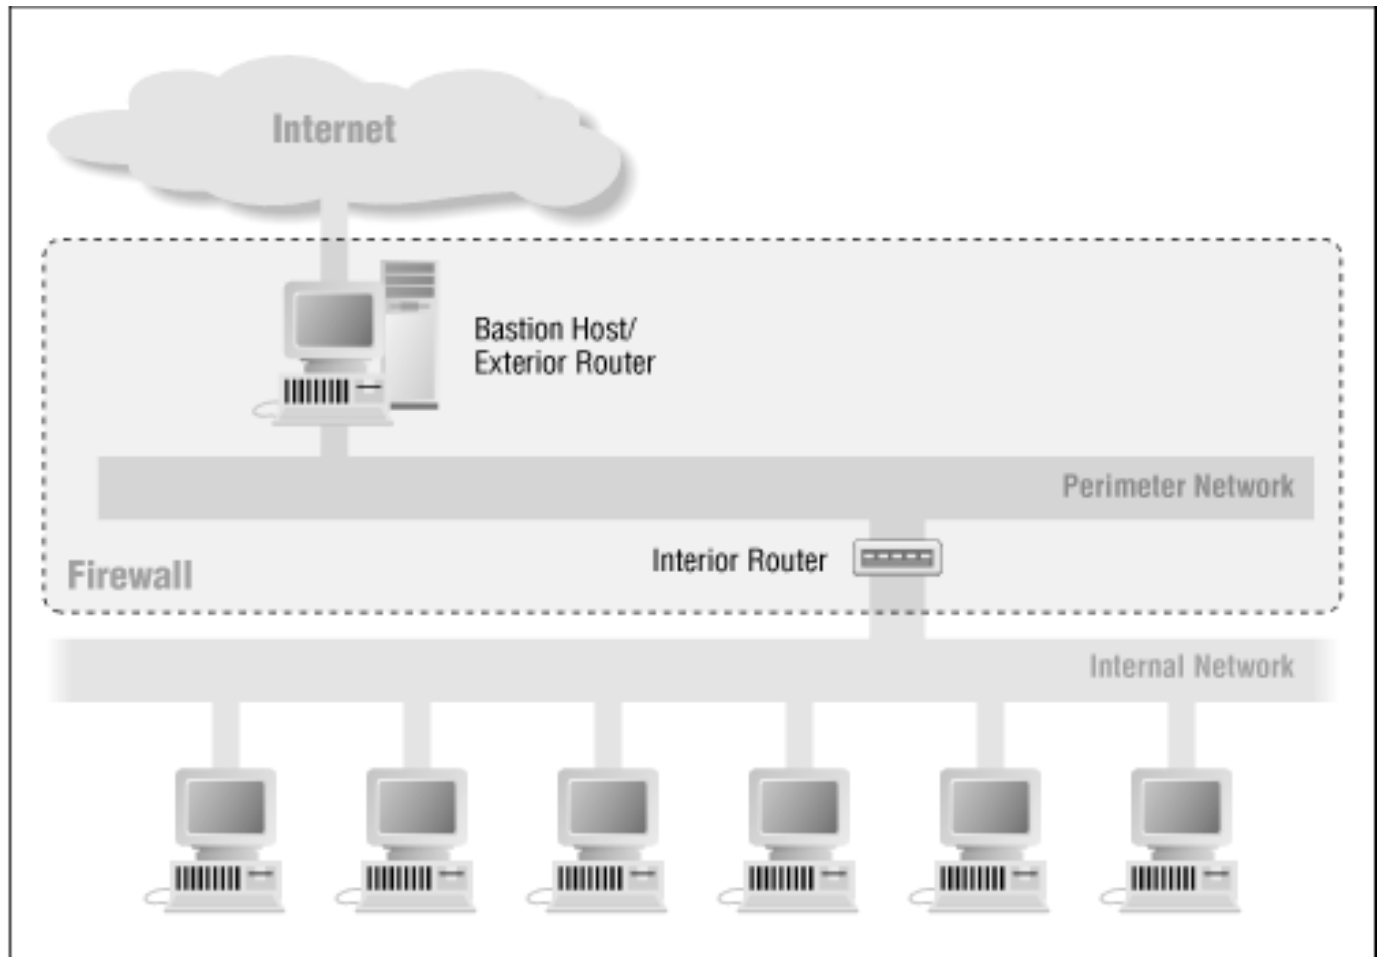 Internet
Bastion Host/
Exterior Router
Perimeter Network
Interior Router
Firewall
Internal Network